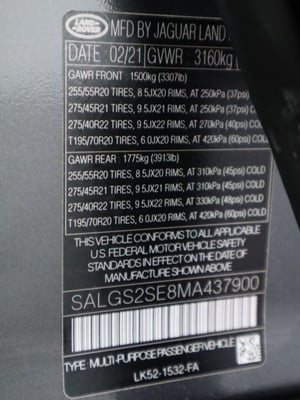 LAND ROVER
MFD BY JAGUAR LAND
DATE : 02/21 GVWR : 3160kg
GAWR FRONT : 1500kg (3307lb)
255/55R20 TIRES, 8.5JX20 RIMS, AT 250kPa (37psi)
275/45R21 TIRES, 9.5JX21 RIMS, AT 250kPa (37psi)
275/40R22 TIRES, 9.5JX22 RIMS, AT 270kPa (40psi) COLD
T195/70R20 TIRES, 6.0JX20 RIMS, AT 420kPa (60psi) COLD
GAWR REAR : 1775kg (3913lb)
255/55R20 TIRES, 8.5JX20 RIMS, AT 310kPa (45psi) COLD
275/45R21 TIRES, 9.5JX21 RIMS, AT 310kPa (45psi) COLD
275/40R22 TIRES, 9.5JX22 RIMS, AT 330kPa (48psi) COLD
T195/70R20 TIRES, 6.0JX20 RIMS, AT 420kPa (60psi) COLD
THIS VEHICLE CONFORMS TO ALL APPLICABLE
U.S FEDERAL MOTOR VEHICLE SAFETY
STANDARDS IN EFFECT ON THE DATE OF
MANUFACTURE SHOWN ABOVE
SALGS2SE8MA437900
TYPE: MULTI-PURPOSE PASSENGER VEHICLE
LK52-1532-FA